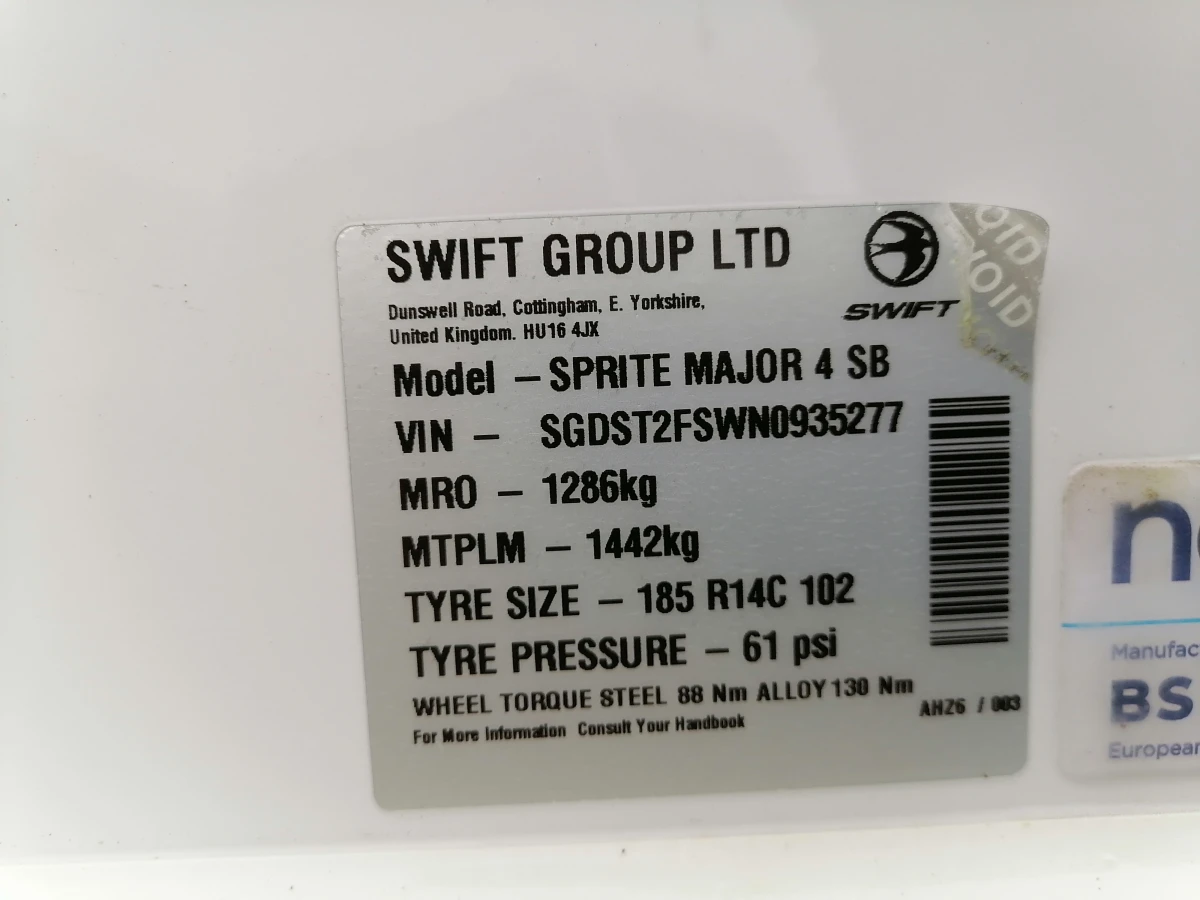 SWIFT GROUP LTD
Dunswell Road, Cottingham, E. Yorkshire,
United Kingdom. HU16 4JX
SWIFT
VOID
VOID
Model – SPRITE MAJOR 4 SB
VIN – SGDST2FSWN0935277
MRO – 1286kg
MTPLM – 1442kg
TYRE SIZE – 185 R14C 102
TYRE PRESSURE – 61 psi
WHEEL TORQUE STEEL 88 Nm ALLOY 130 Nm
For More Information Consult Your Handbook
AHZ6 / 003
BS
European